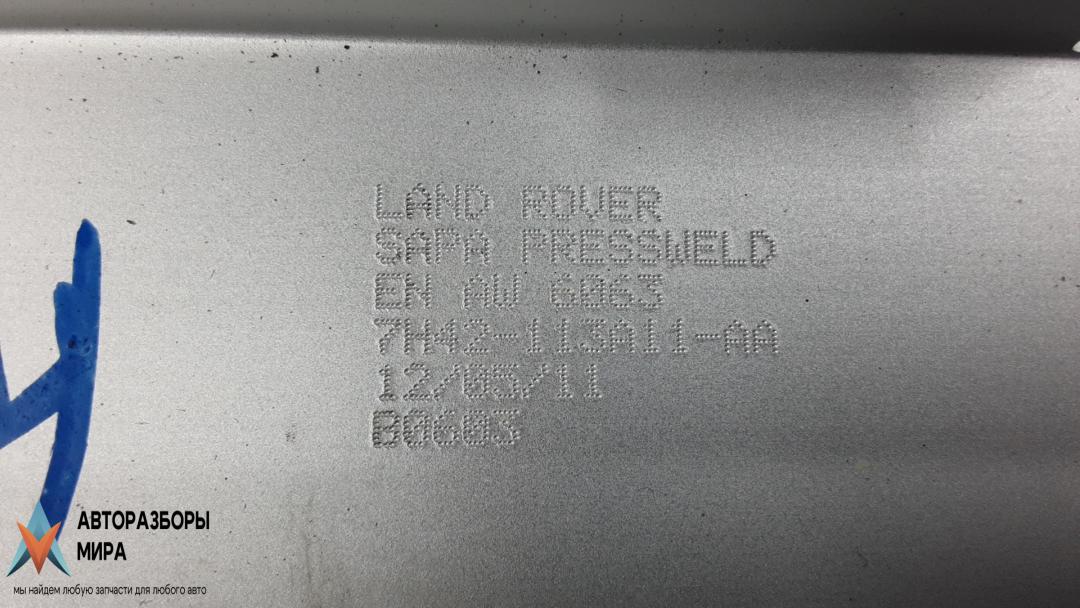 LAND ROVER
SAPA PRESSWELD
EN AW 6063
7H42-113A11-AA
12/05/11
B0603
АВТОРАЗБОРЫ
МИРА
мы найдем любую запчасти для любого авто